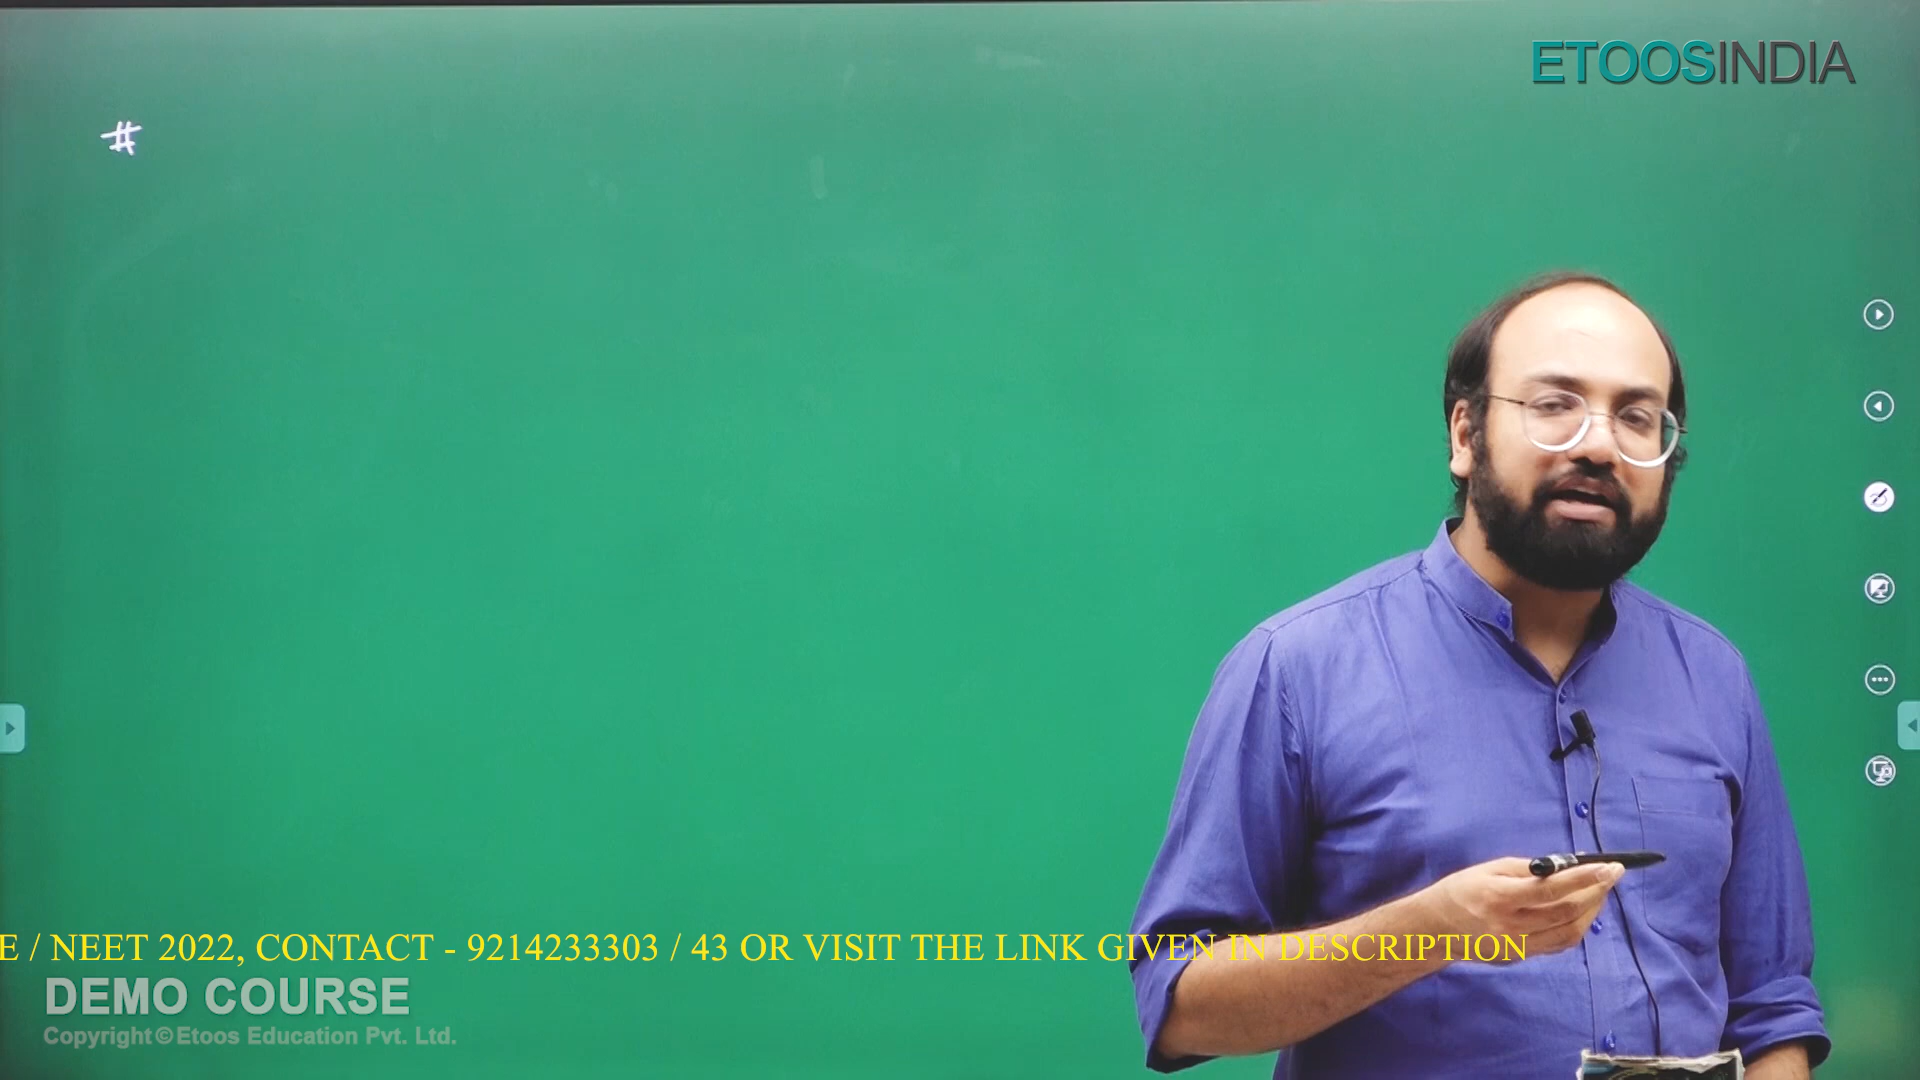 ETOOSINDIA
#
E / NEET 2022, CONTACT - 9214233303 / 43 OR VISIT THE LINK GIVEN IN DESCRIPTION
DEMO COURSE
Copyright © Etoos Education Pvt. Ltd.